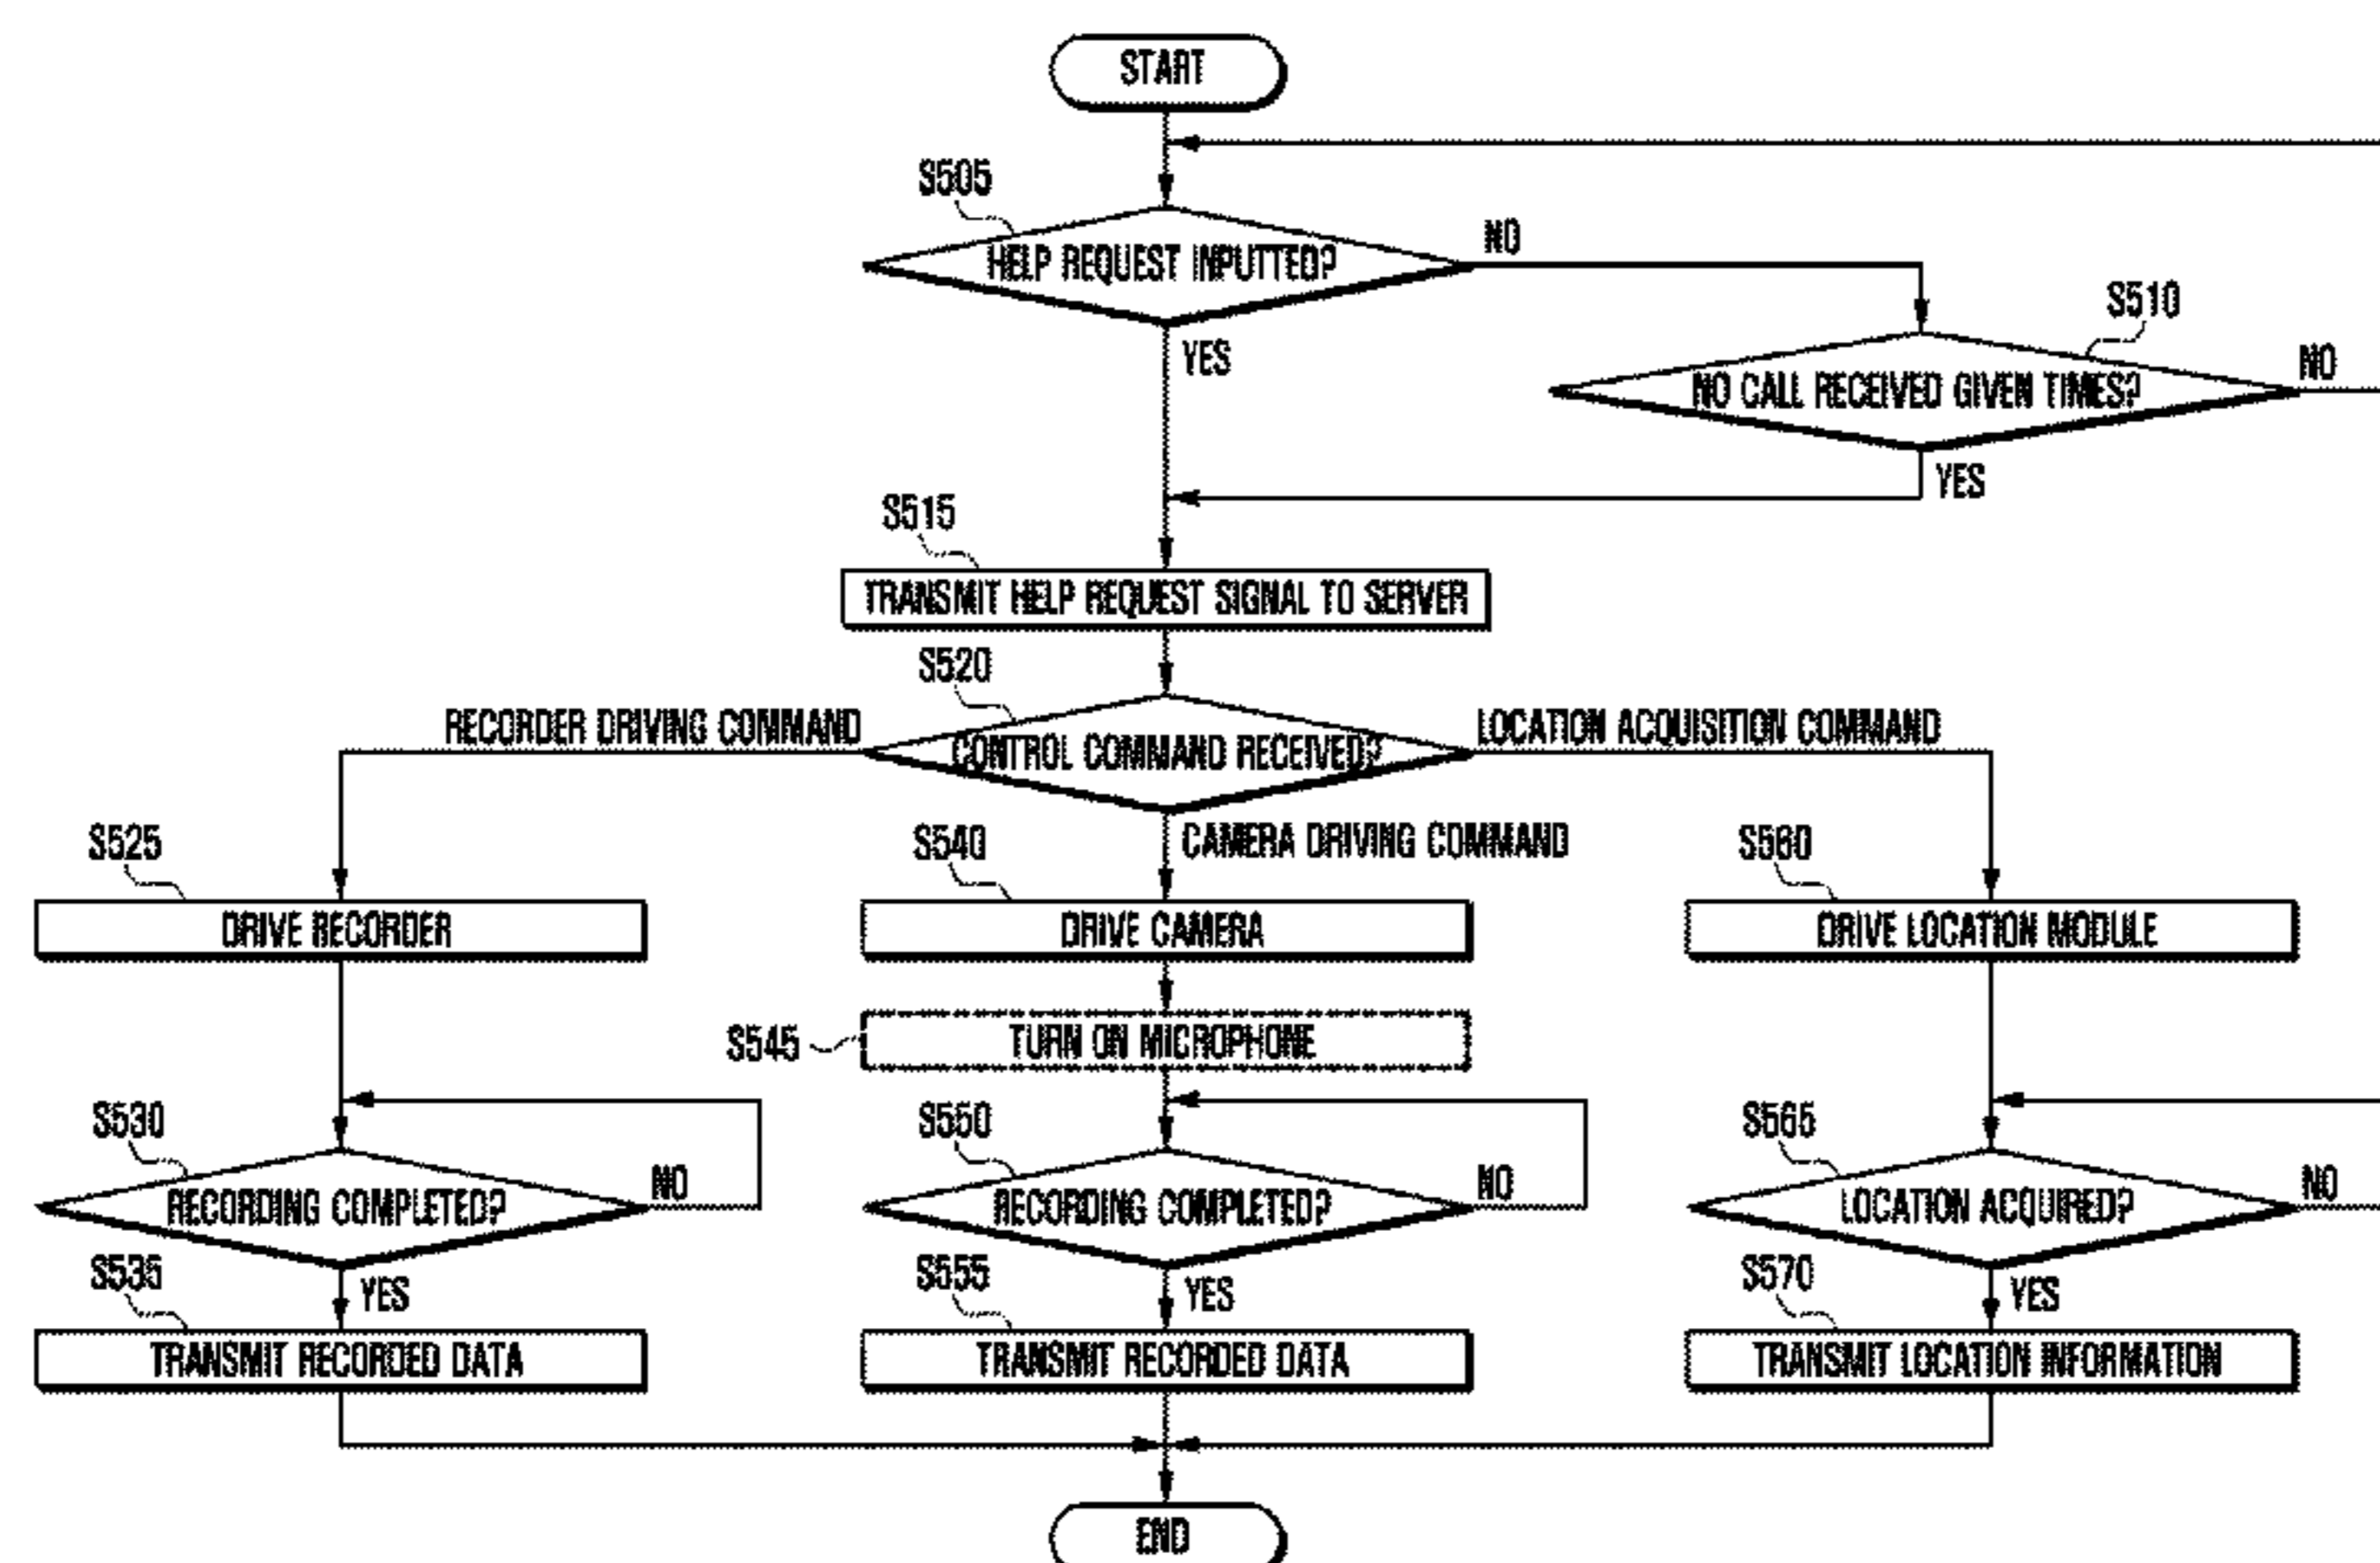 START
S505
HELP REQUEST INPUTTED?
NO
S510
YES
NO CALL RECEIVED GIVEN TIMES?
NO
YES
S515
TRANSMIT HELP REQUEST SIGNAL TO SERVER
S520
RECORDER DRIVING COMMAND
CONTROL COMMAND RECEIVED?
LOCATION ACQUISITION COMMAND
CAMERA DRIVING COMMAND
S525
S540
S560
DRIVE RECORDER
DRIVE CAMERA
DRIVE LOCATION MODULE
S545
TURN ON MICROPHONE
S530
S550
S565
RECORDING COMPLETED?
NO
RECORDING COMPLETED?
NO
LOCATION ACQUIRED?
NO
S535
YES
S555
YES
S570
YES
TRANSMIT RECORDED DATA
TRANSMIT RECORDED DATA
TRANSMIT LOCATION INFORMATION
END